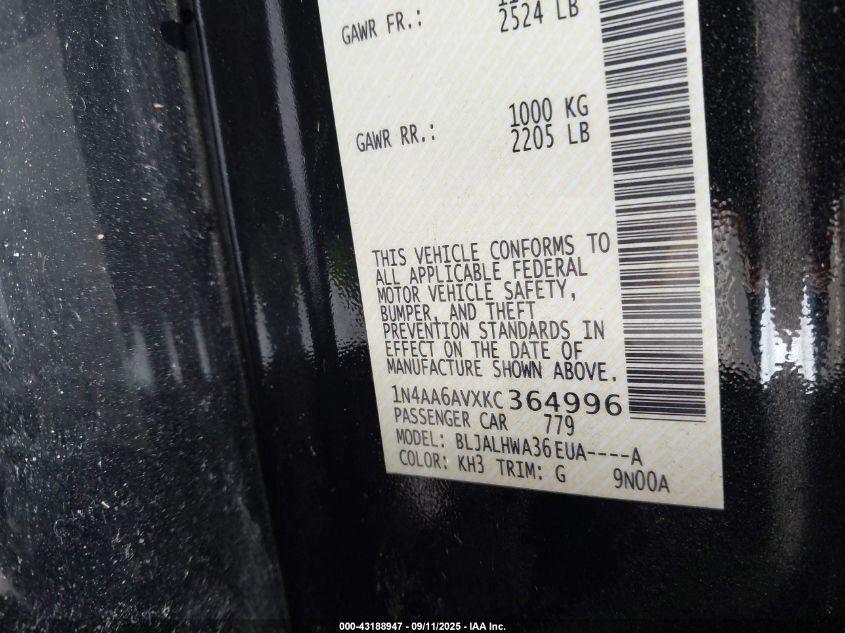 GAWR FR.:
2524 LB
GAWR RR.:
1000 KG
2205 LB
THIS VEHICLE CONFORMS TO
ALL APPLICABLE FEDERAL
MOTOR VEHICLE SAFETY,
BUMPER, AND THEFT
PREVENTION STANDARDS IN
EFFECT ON THE DATE OF
MANUFACTURE SHOWN ABOVE.
1N4AA6AVXKC364996
PASSENGER CAR 779
MODEL: BLJALHWA36EUA----A
COLOR: KH3 TRIM: G 9N00A
000-43188947 - 09/11/2025 - IAA Inc.